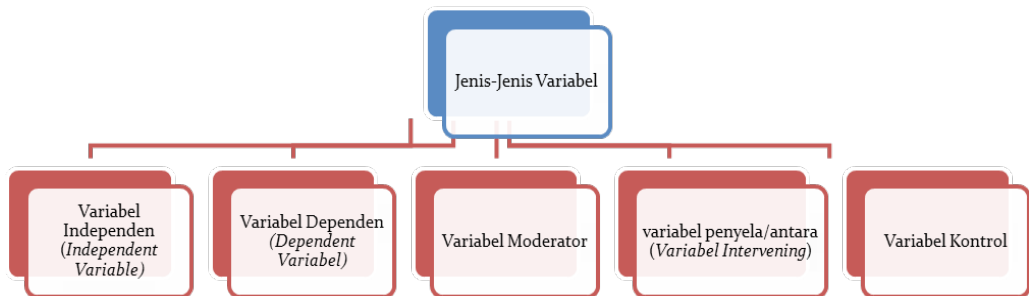 Jenis-Jenis Variabel
Variabel
Independen
(Independent
Variable)
Variabel Dependen
(Dependent
Variabel)
Variabel Moderator
variabel penyela/antara
(Variabel Intervening)
Variabel Kontrol